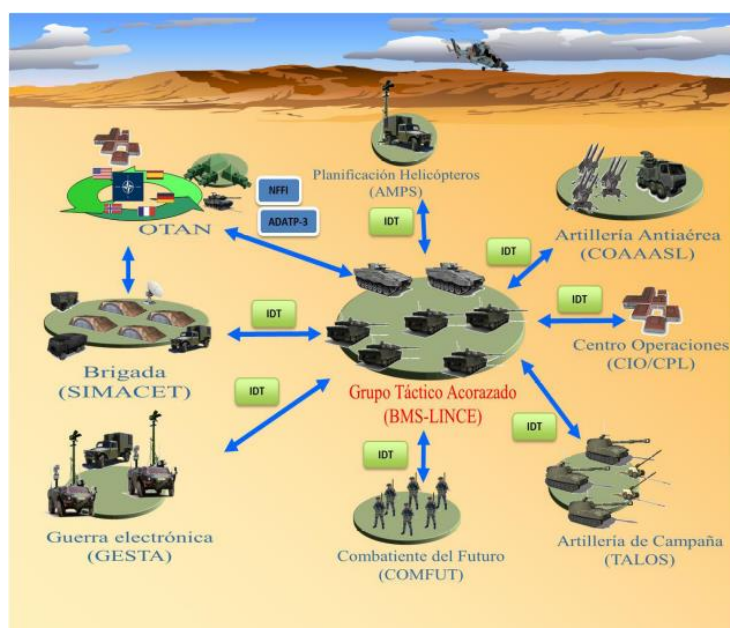 Planificación Helicópteros
(AMPS)
NFFI
ADATP-3
OTAN
IDT
IDT
Artillería Antiaérea
(COAAASL)
IDT
IDT
Centro Operaciones
(CIO/CPL)
Brigada
(SIMACET)
Grupo Táctico Acorazado
(BMS-LINCE)
IDT
IDT
IDT
Guerra electrónica
(GESTA)
Combatiente del Futuro
(COMFUT)
Artillería de Campaña
(TALOS)